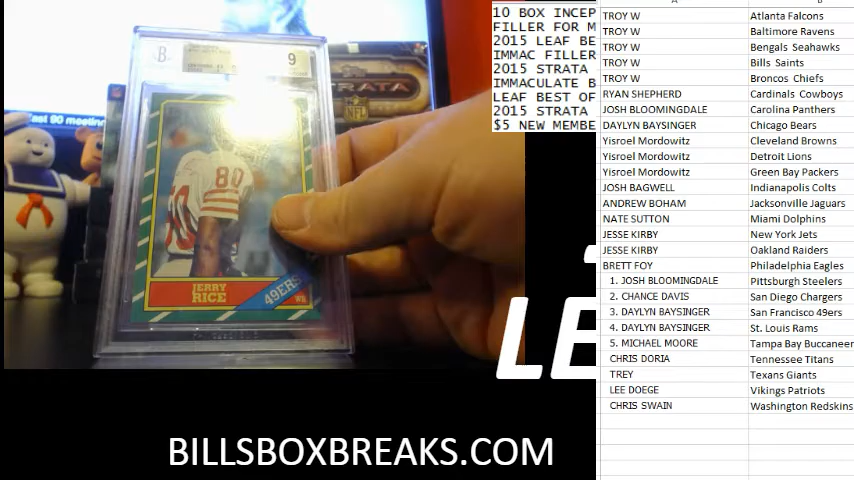 10 BOX INCEP
FILLER FOR M
2015 LEAF BE
IMMAC FILLER
2015 STRATA
IMMACULATE B
LEAF BEST OF
2015 STRATA
$5 NEW MEMBE
9
ast 90 meetin
RATA
NFL
80
JERRY
RICE
49ERS
WR
LE
BILLSBOXBREAKS.COM
A B
TROY W Atlanta Falcons
TROY W Baltimore Ravens
TROY W Bengals Seahawks
TROY W Bills Saints
TROY W Broncos Chiefs
RYAN SHEPHERD Cardinals Cowboys
JOSH BLOOMINGDALE Carolina Panthers
DAYLYN BAYSINGER Chicago Bears
Yisroel Mordowitz Cleveland Browns
Yisroel Mordowitz Detroit Lions
Yisroel Mordowitz Green Bay Packers
JOSH BAGWELL Indianapolis Colts
ANDREW BOHAM Jacksonville Jaguars
NATE SUTTON Miami Dolphins
JESSE KIRBY New York Jets
JESSE KIRBY Oakland Raiders
BRETT FOY Philadelphia Eagles
1. JOSH BLOOMINGDALE Pittsburgh Steelers
2. CHANCE DAVIS San Diego Chargers
3. DAYLYN BAYSINGER San Francisco 49ers
4. DAYLYN BAYSINGER St. Louis Rams
5. MICHAEL MOORE Tampa Bay Buccaneer
CHRIS DORIA Tennessee Titans
TREY Texans Giants
LEE DOEGE Vikings Patriots
CHRIS SWAIN Washington Redskins